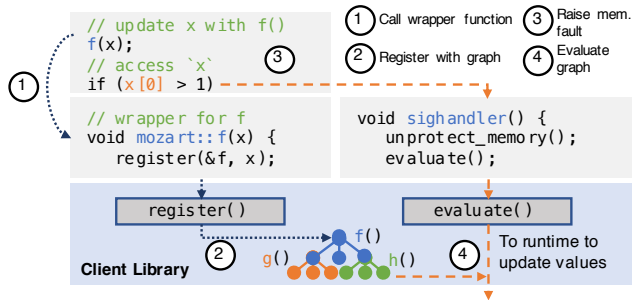 // update x with f()
f(x);
// access `x`
if (x[0] > 1)
1 Call wrapper function
2 Register with graph
3 Raise mem. fault
4 Evaluate graph
3
1
// wrapper for f
void mozart::f(x) {
register(&f, x);
void sighandler() {
unprotect_memory();
evaluate();
register()
evaluate()
2
f()
g()
h()
4
To runtime to
update values
Client Library